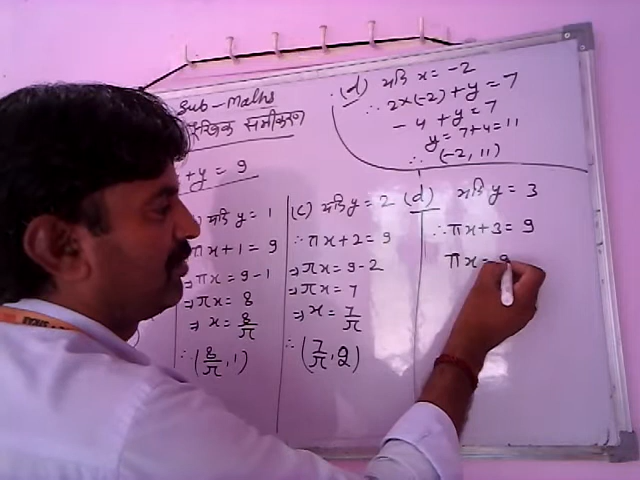 Sub-Maths
समीकरण
+ y = 9
(d) यदि x = -2
∴ 2x(-2) + y = 7
- 4 + y = 7
y = 7+4 = 11
∴ (-2, 11)
यदि y = 1
πx + 1 = 9
⇒ πx = 9 - 1
⇒ πx = 8
⇒ x = 8/π
∴ (8/π, 1)
(c) यदि y = 2
∴ πx + 2 = 9
⇒ πx = 9 - 2
⇒ πx = 7
⇒ x = 7/π
∴ (7/π, 2)
(d) यदि y = 3
∴ πx + 3 = 9
πx = 9